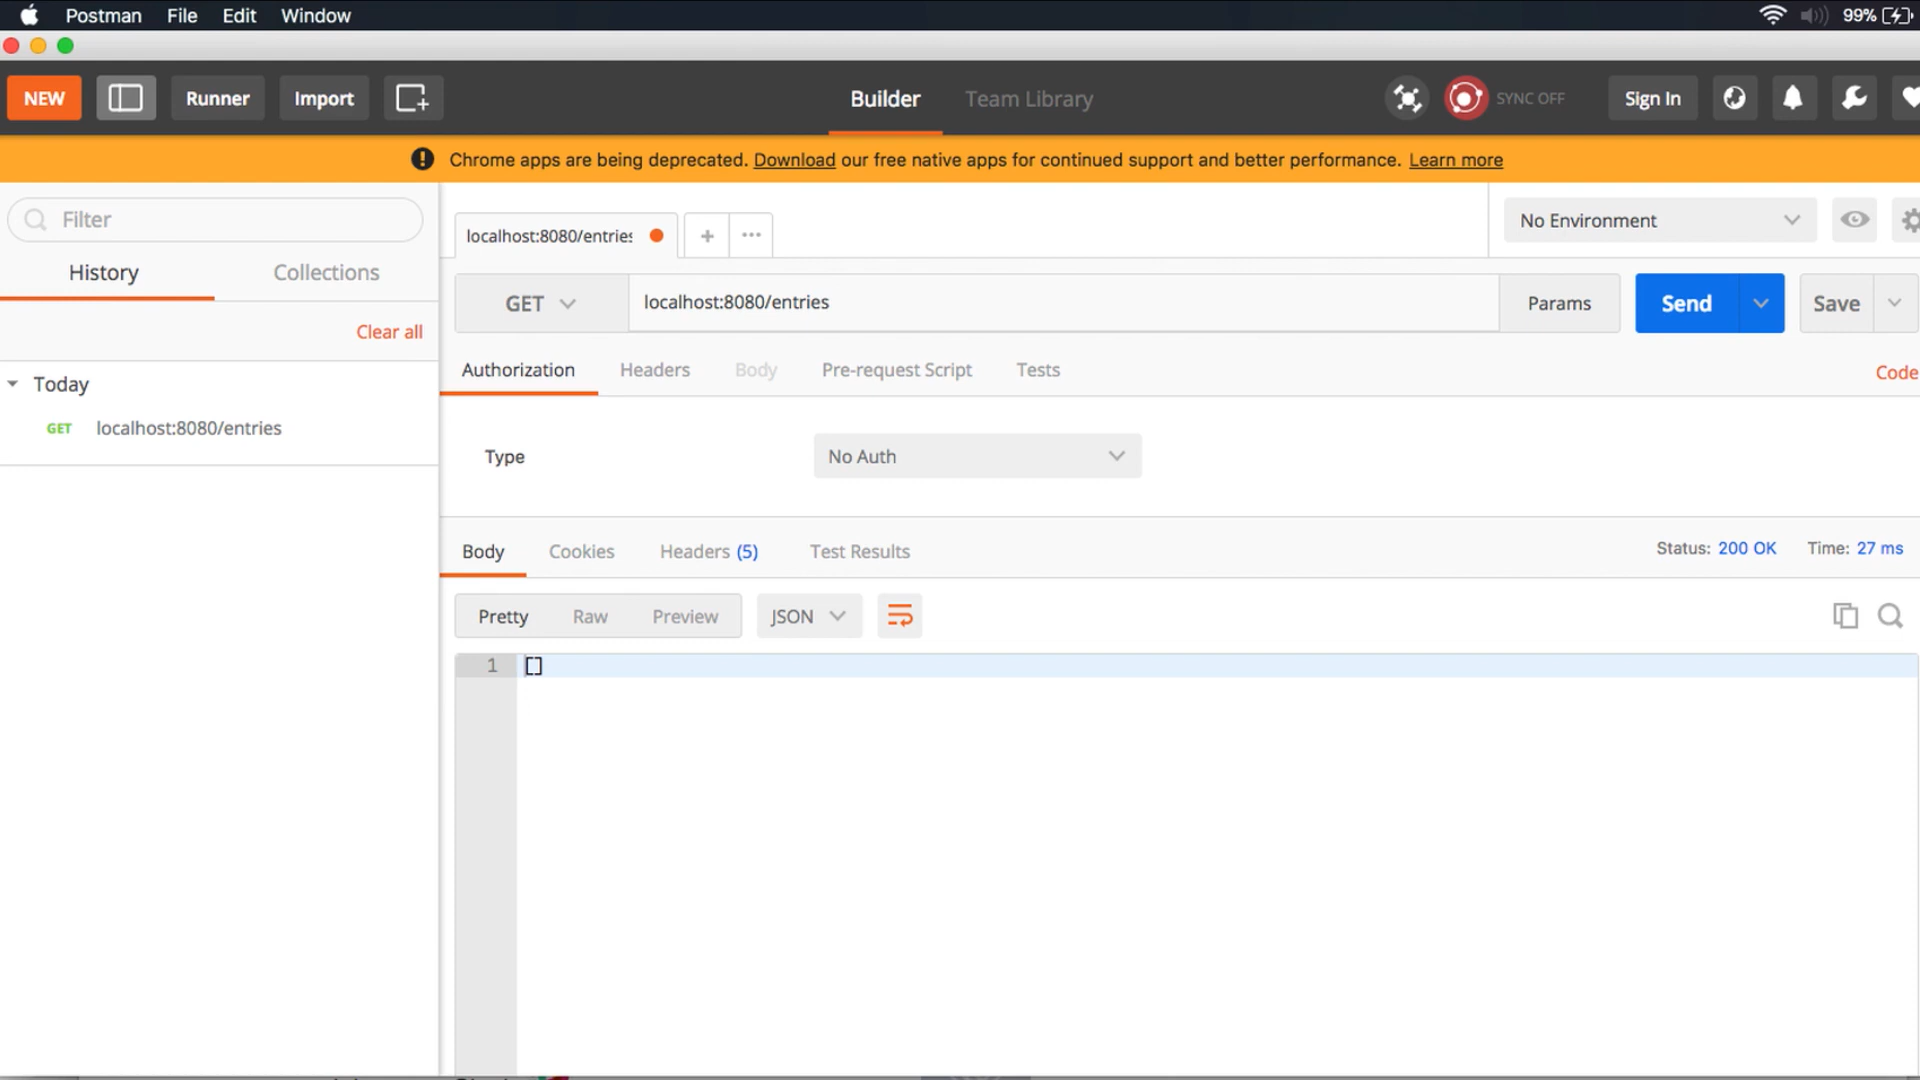 Postman File Edit Window 99%
NEW Runner Import Builder Team Library SYNC OFF Sign In
Chrome apps are being deprecated. Download our free native apps for continued support and better performance. Learn more
Filter
History Collections
Clear all
Today
GET localhost:8080/entries
localhost:8080/entries + ...
No Environment
GET localhost:8080/entries Params Send Save
Authorization Headers Body Pre-request Script Tests Code
Type No Auth
Body Cookies Headers (5) Test Results Status: 200 OK Time: 27 ms
Pretty Raw Preview JSON
1 []